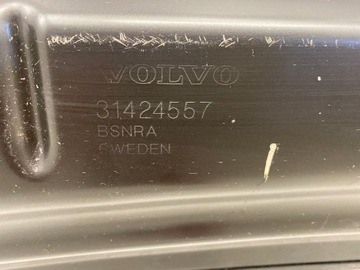 VOLVO
31424557
BSNRA
SWEDEN